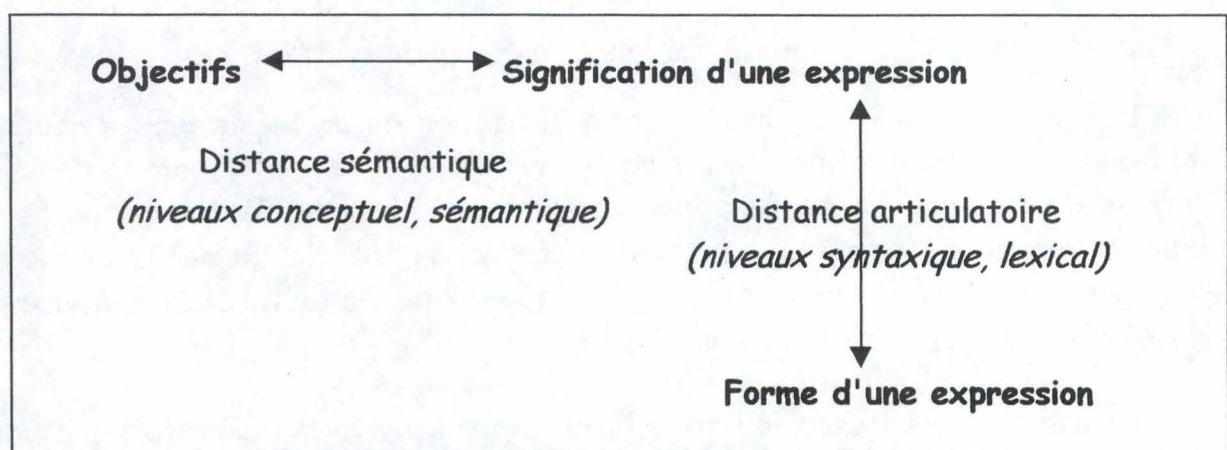 Objectifs Signification d'une expression
Distance sémantique
(niveaux conceptuel, sémantique)
Distance articulatoire
(niveaux syntaxique, lexical)
Forme d'une expression